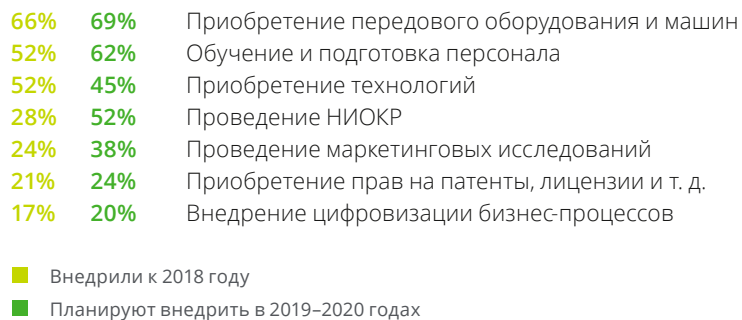 66% 69% Приобретение передового оборудования и машин
52% 62% Обучение и подготовка персонала
52% 45% Приобретение технологий
28% 52% Проведение НИОКР
24% 38% Проведение маркетинговых исследований
21% 24% Приобретение прав на патенты, лицензии и т. д.
17% 20% Внедрение цифровизации бизнес-процессов
Внедрили к 2018 году
Планируют внедрить в 2019–2020 годах